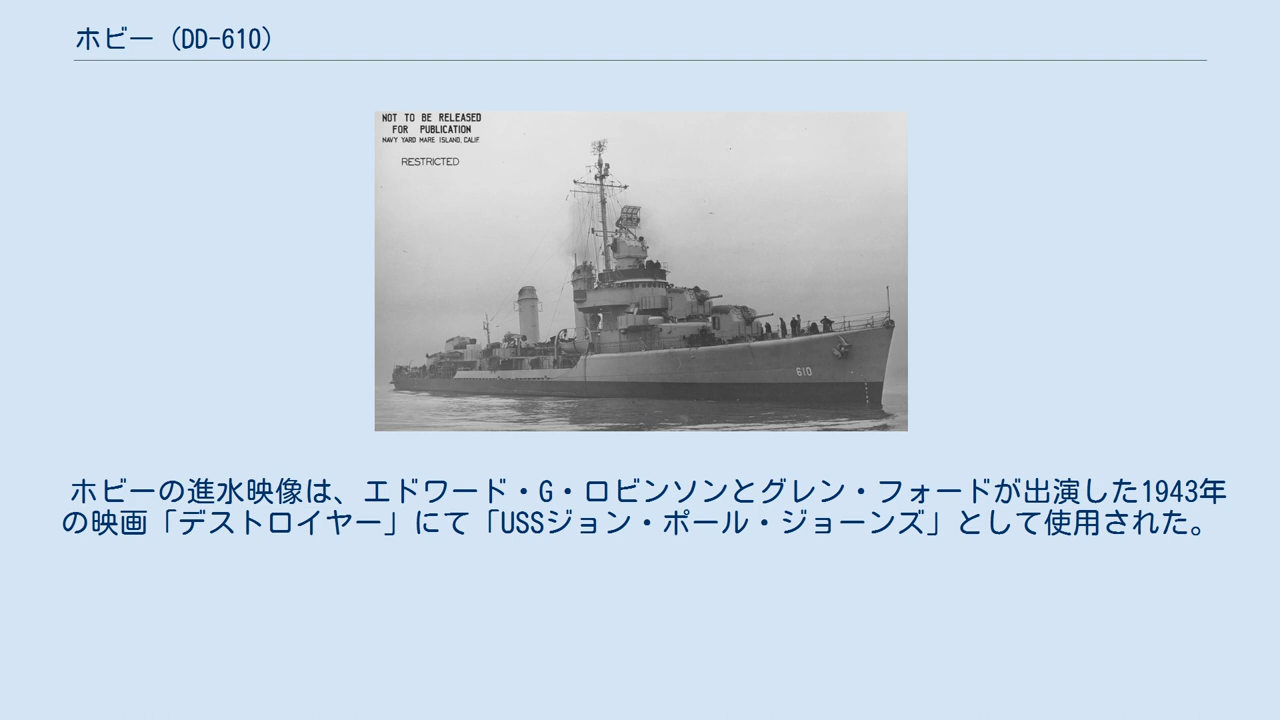 ホビー（DD-610）
NOT TO BE RELEASED
FOR PUBLICATION
NAVY YARD MARE ISLAND, CALIF.
RESTRICTED
610
ホビーの進水映像は、エドワード・G・ロビンソンとグレン・フォードが出演した1943年
の映画「デストロイヤー」にて「USSジョン・ポール・ジョーンズ」として使用された。